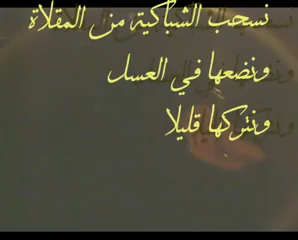 نسحب الشباكية من المقلاة
ونضعها في العسل
ونتركها قليلا